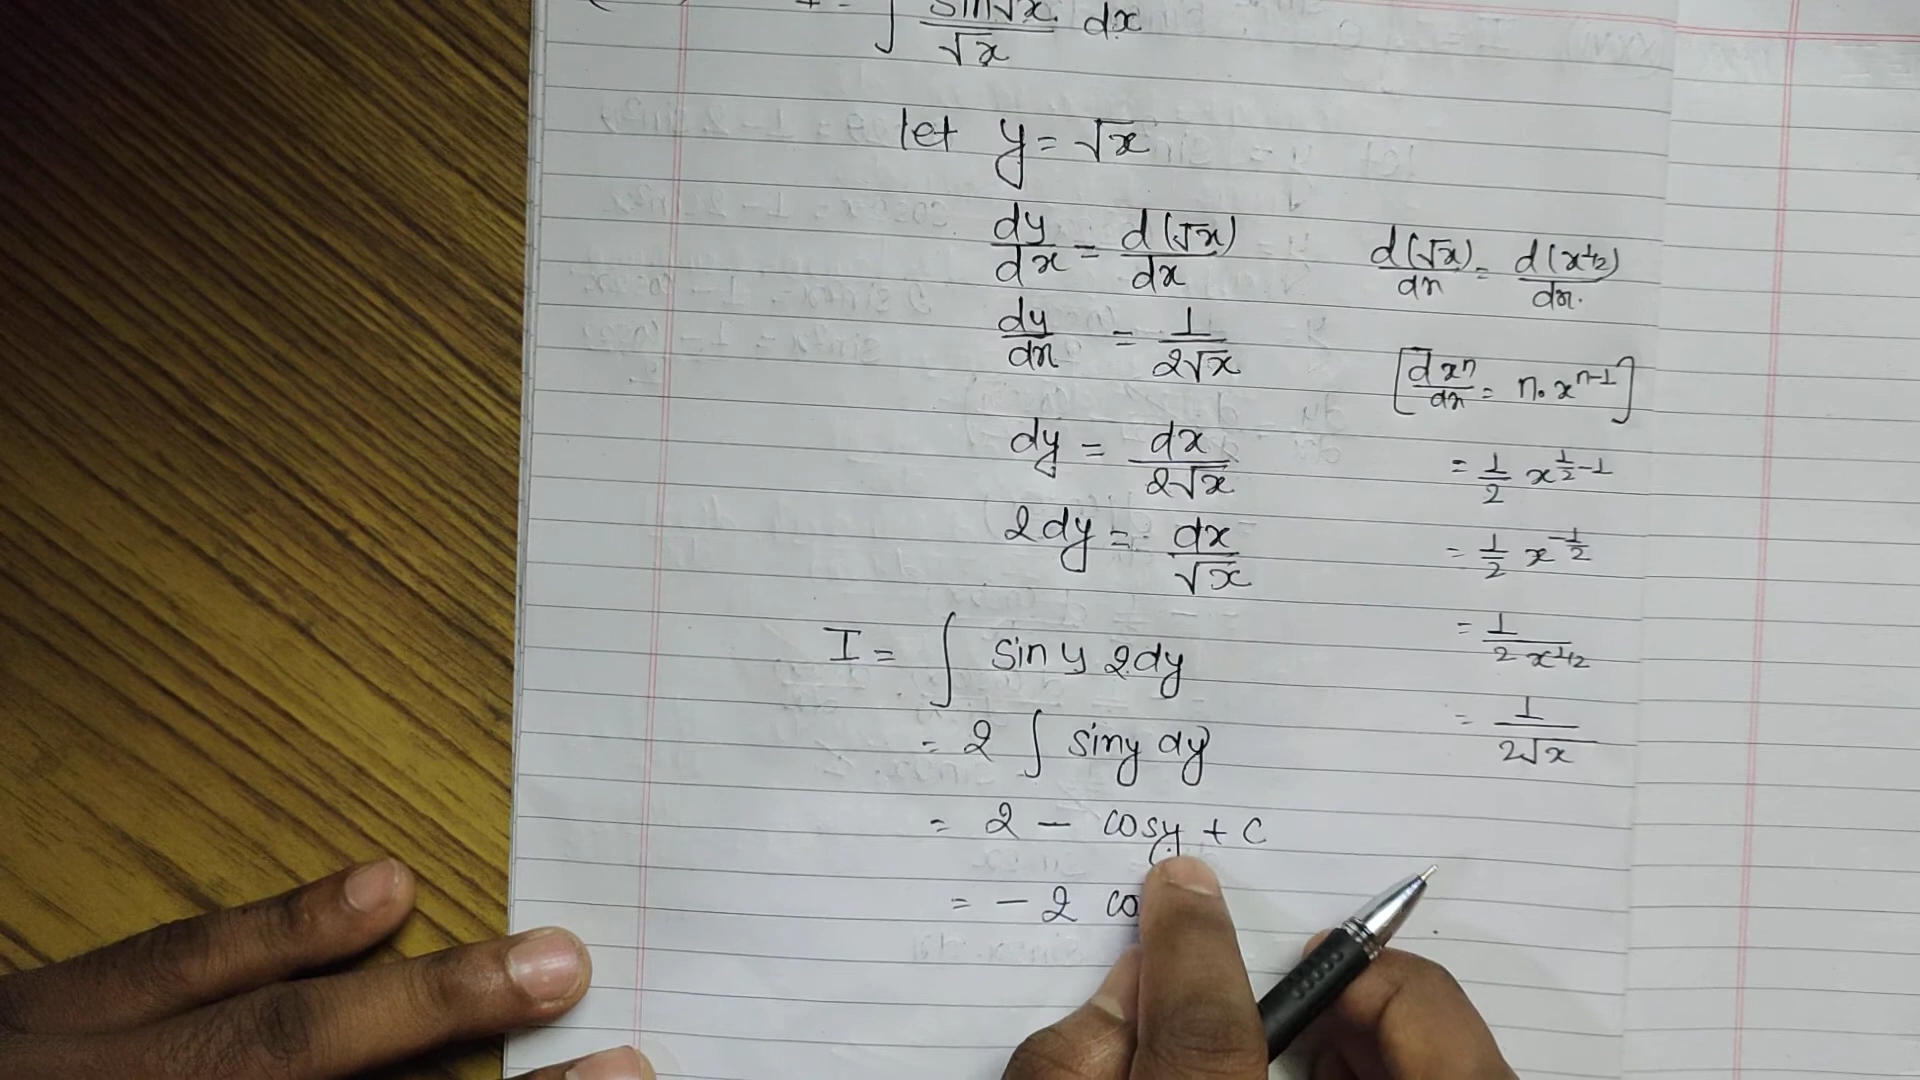 I = ∫ sin√x/√x dx
let y = √x
dy/dx = d(√x)/dx
dy/dx = 1/2√x
dy = dx/2√x
2dy = dx/√x
I = ∫ sin y 2dy
= 2 ∫ siny dy
= 2 - cosy + c
= - 2 co
d(√x)/dx = d(x^1/2)/dx.
[dx^n/dx = n. x^n-1]
= 1/2 x^1/2-1
= 1/2 x^-1/2
= 1/2 x^1/2
= 1/2√x